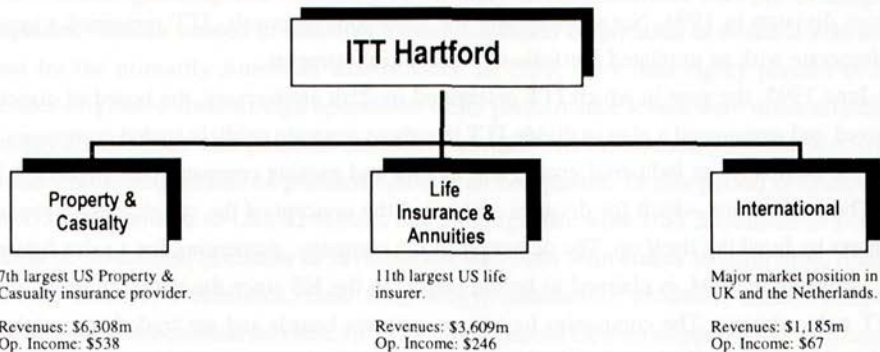 ITT Hartford
Property &
Casualty
Life
Insurance &
Annuities
International
7th largest US Property &
Casualty insurance provider.
Revenues: $6,308m
Op. Income: $538
11th largest US life
insurer.
Revenues: $3,609m
Op. Income: $246
Major market position in
UK and the Netherlands.
Revenues: $1,185m
Op. Income: $67